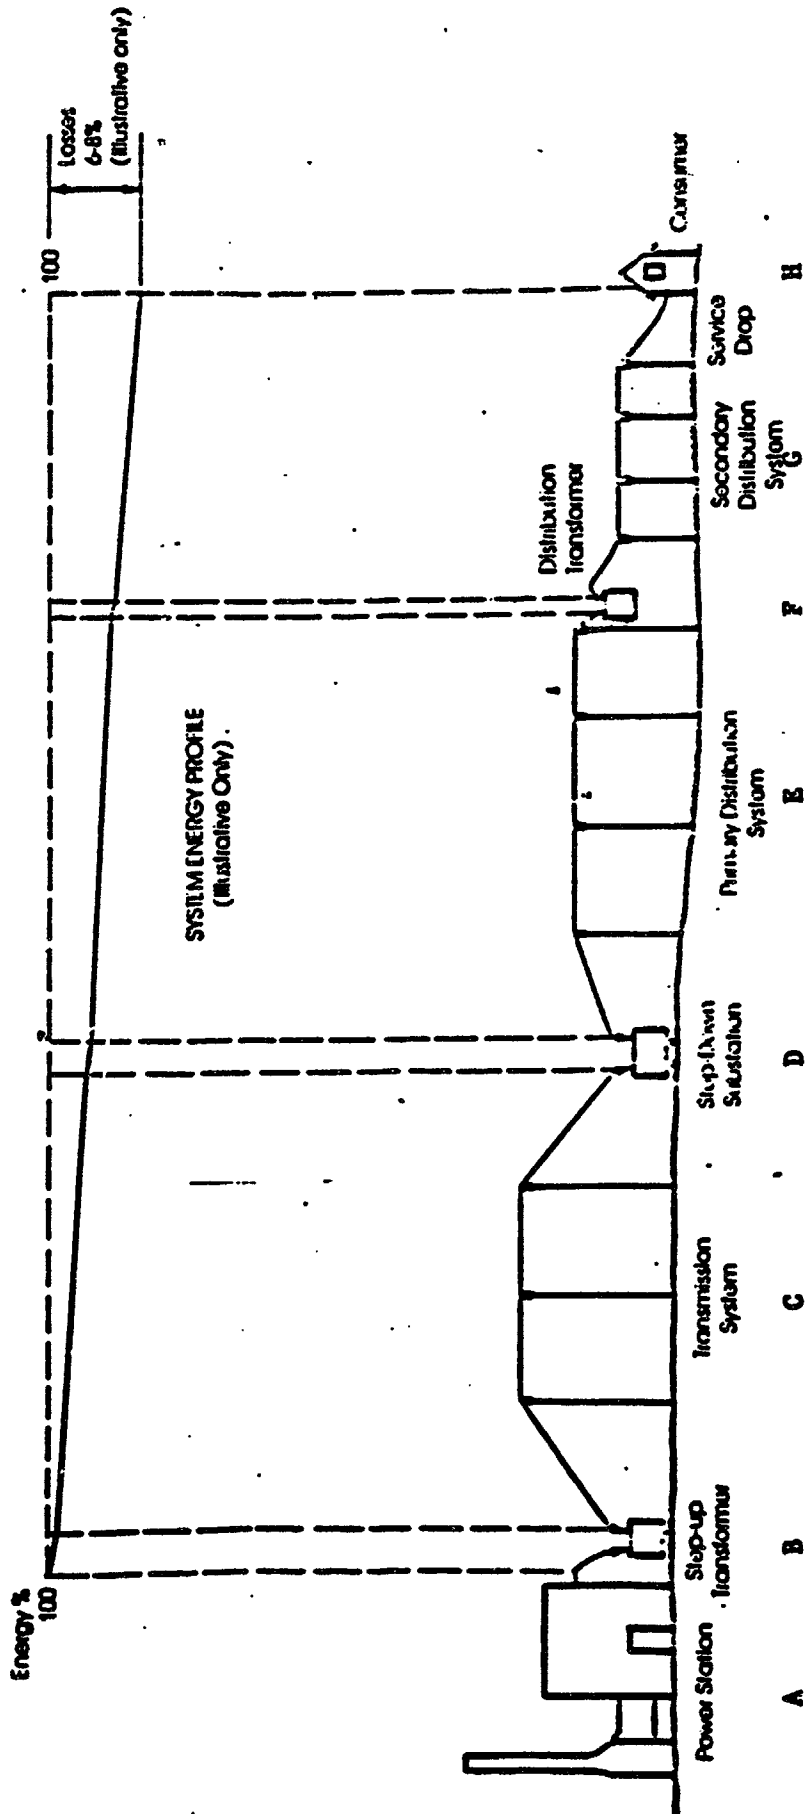 Energy %
100
100
Losses
6-8%
(Illustrative only)
SYSTEM ENERGY PROFILE
(Illustrative Only)
Distribution
Transformer
Power Station
Step-up
Transformer
Transmission
System
Step-Down
Substation
Primary Distribution
System
Secondary
Distribution
System
Service
Drop
Consumer
A
B
C
D
E
F
G
H